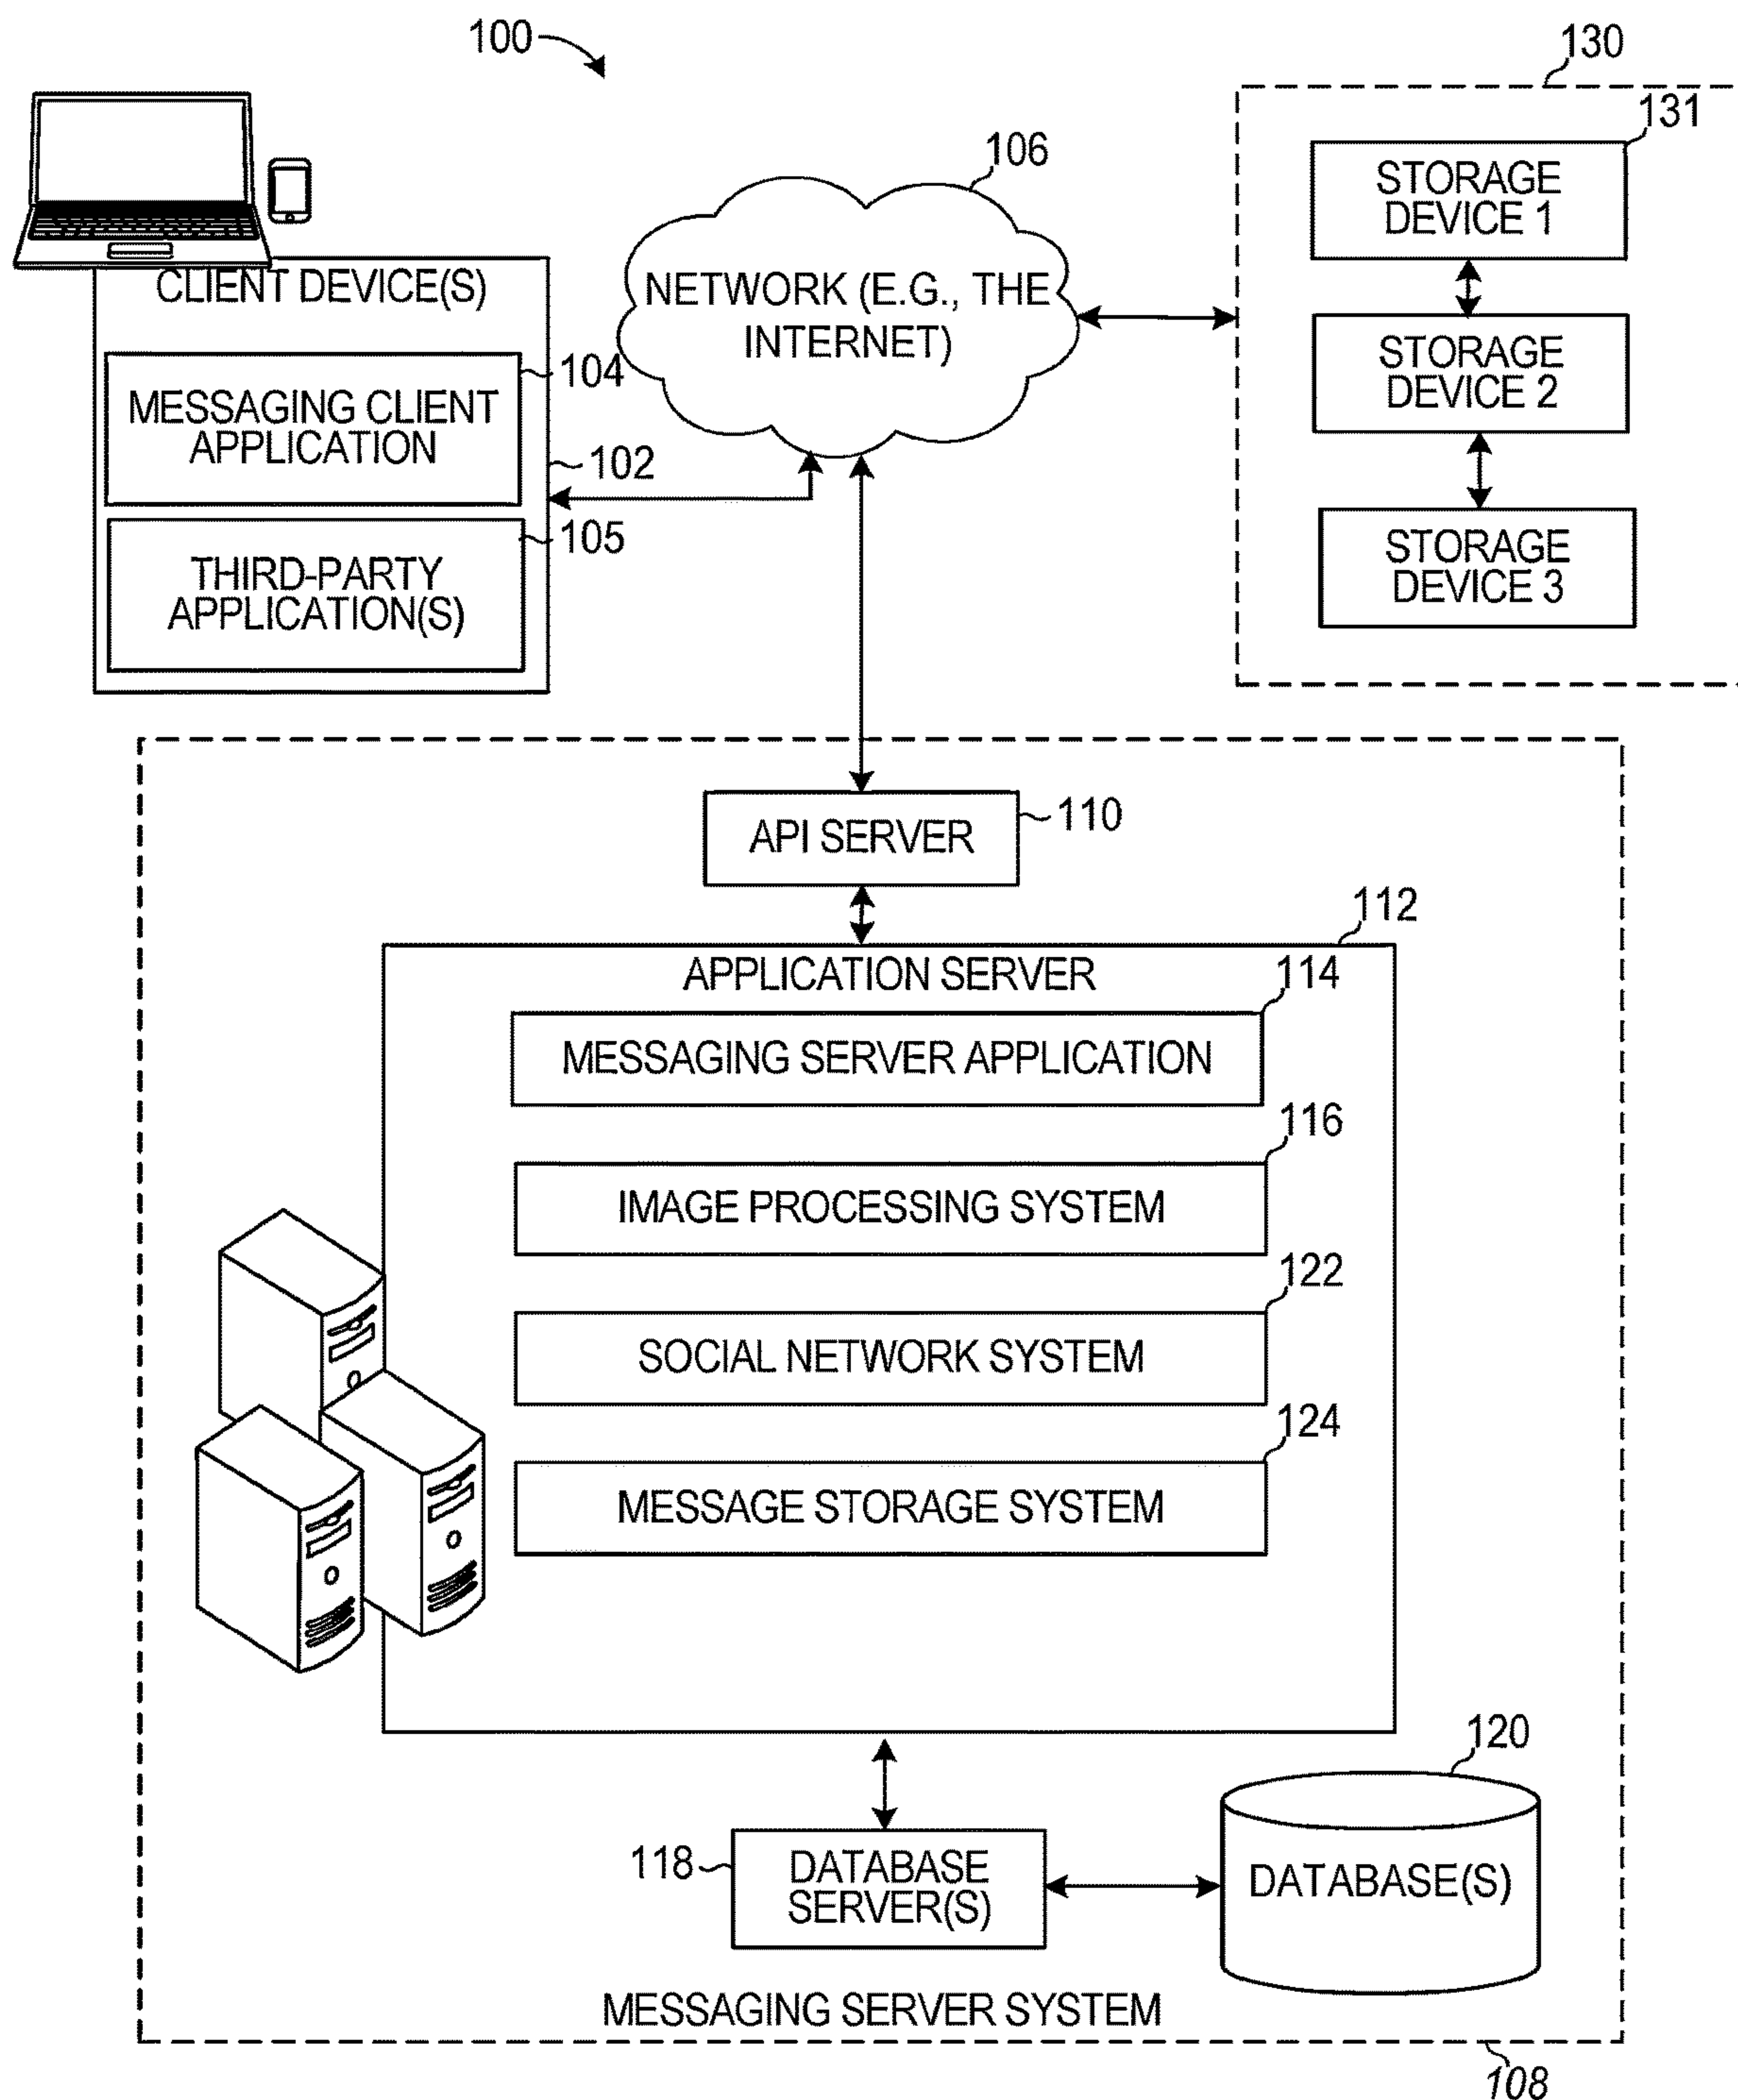 100
130
131
STORAGE
DEVICE 1
106
NETWORK (E.G., THE
INTERNET)
CLIENT DEVICE(S)
104
MESSAGING CLIENT
APPLICATION
STORAGE
DEVICE 2
102
105
THIRD-PARTY
APPLICATION(S)
STORAGE
DEVICE 3
API SERVER
110
112
APPLICATION SERVER
114
MESSAGING SERVER APPLICATION
116
IMAGE PROCESSING SYSTEM
122
SOCIAL NETWORK SYSTEM
124
MESSAGE STORAGE SYSTEM
120
118
DATABASE
SERVER(S)
DATABASE(S)
MESSAGING SERVER SYSTEM
108